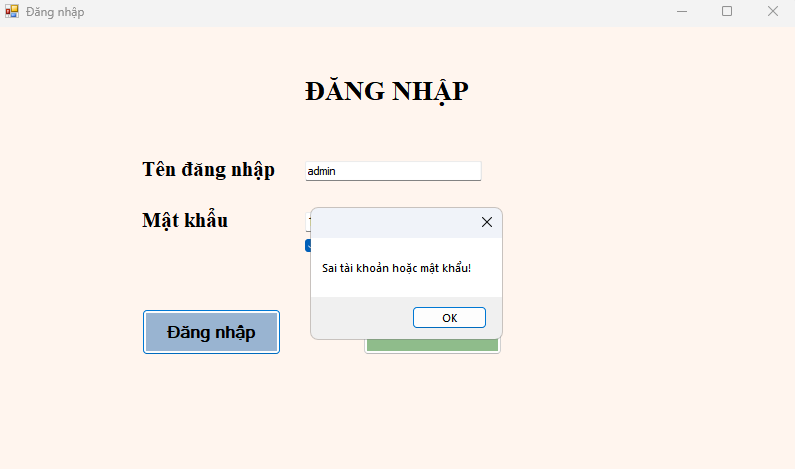 Đăng nhập
ĐĂNG NHẬP
Tên đăng nhập
admin
Mật khẩu
Sai tài khoản hoặc mật khẩu!
OK
Đăng nhập